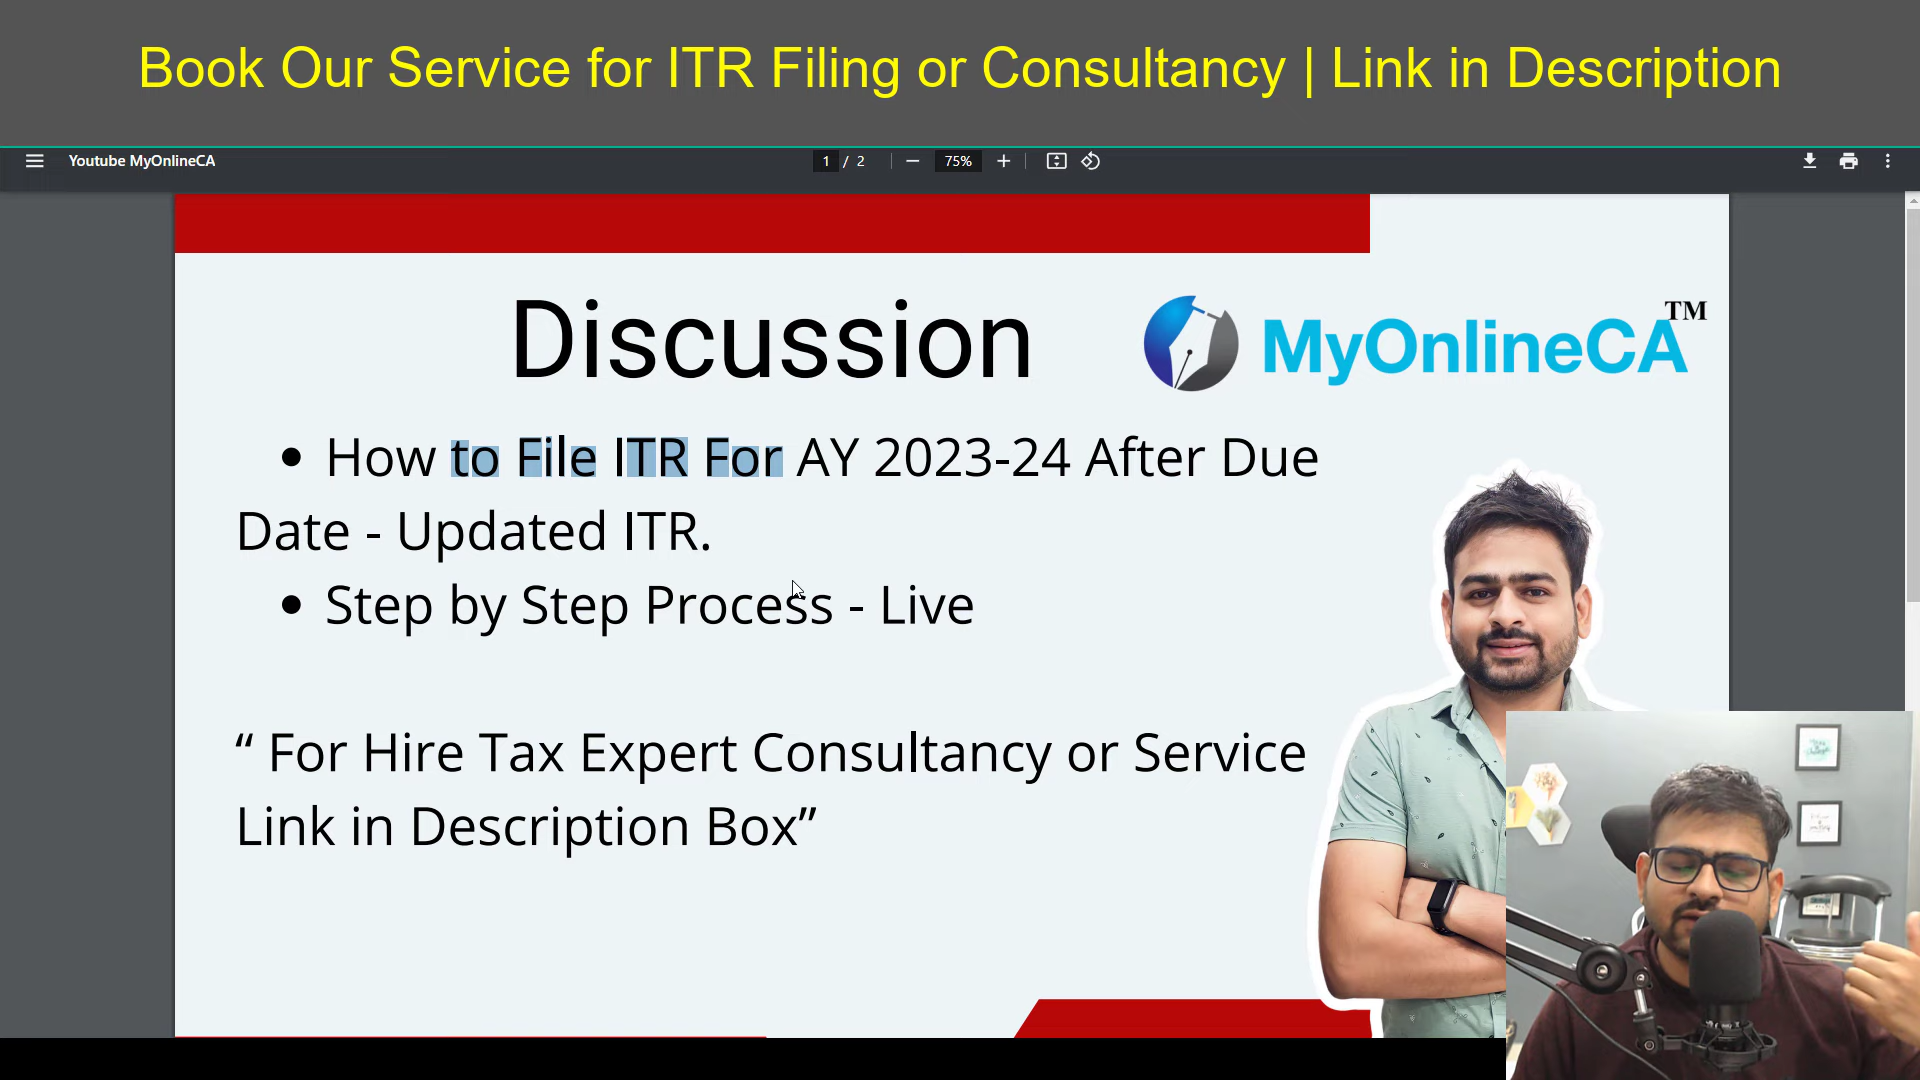 Book Our Service for ITR Filing or Consultancy | Link in Description
Youtube MyOnlineCA
1 / 2
75%
Discussion
MyOnlineCA TM
• How to File ITR For AY 2023-24 After Due
Date - Updated ITR.
• Step by Step Process - Live
“ For Hire Tax Expert Consultancy or Service
Link in Description Box”